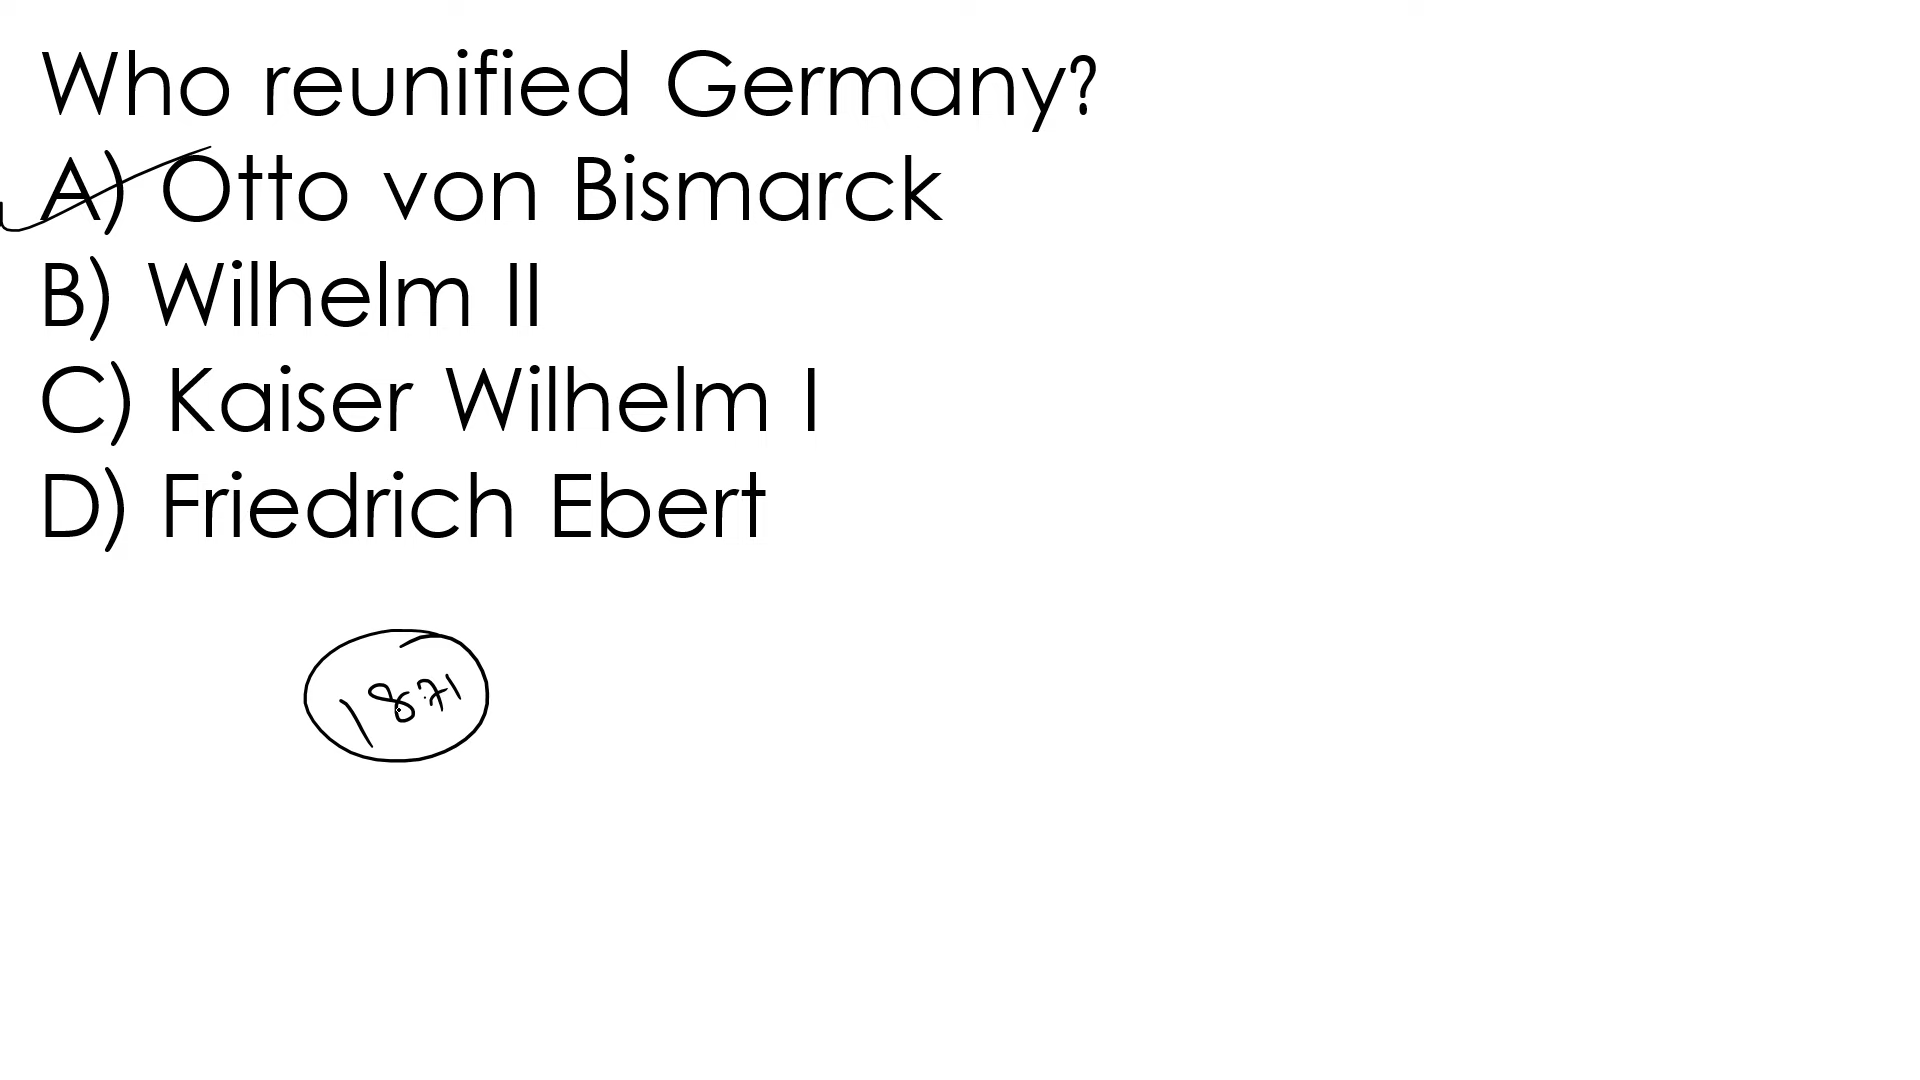 Who reunified Germany?
A) Otto von Bismarck
B) Wilhelm II
C) Kaiser Wilhelm I
D) Friedrich Ebert
1871